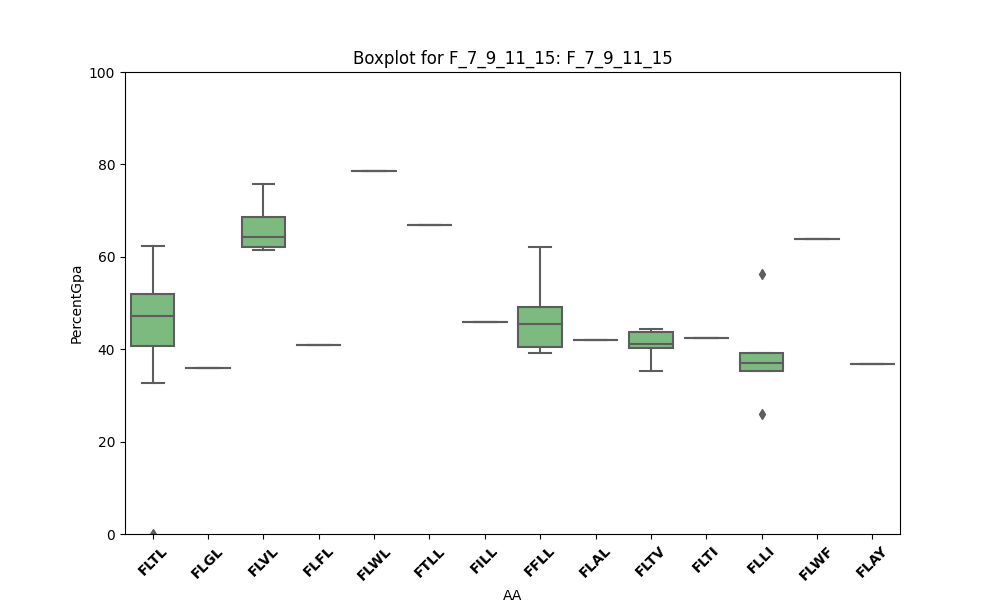 Boxplot for F_7_9_11_15: F_7_9_11_15
100
80
60
40
20
0
PercentGpa
FLTL
FLGL
FLVL
FLFL
FLWL
FTLL
FILL
FFLL
FLAL
FLTV
FLTI
FLLI
FLWF
FLAY
AA